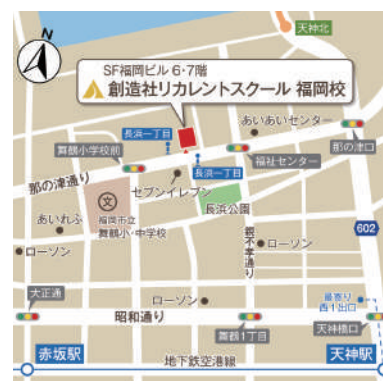 N
天神北
SF福岡ビル 6・7階
創造社リカレントスクール 福岡校
あいあいセンター
長浜一丁目
舞鶴小学校前
那の津口
福祉センター
長浜一丁目
那の津通り
セブンイレブン
文
福岡市立
舞鶴小・中学校
長浜公園
あいれふ
602
ローソン
親不孝通り
ローソン
大正通
ローソン
最寄り
西1出口
昭和通り
舞鶴1丁目
天神橋口
赤坂駅
地下鉄空港線
天神駅